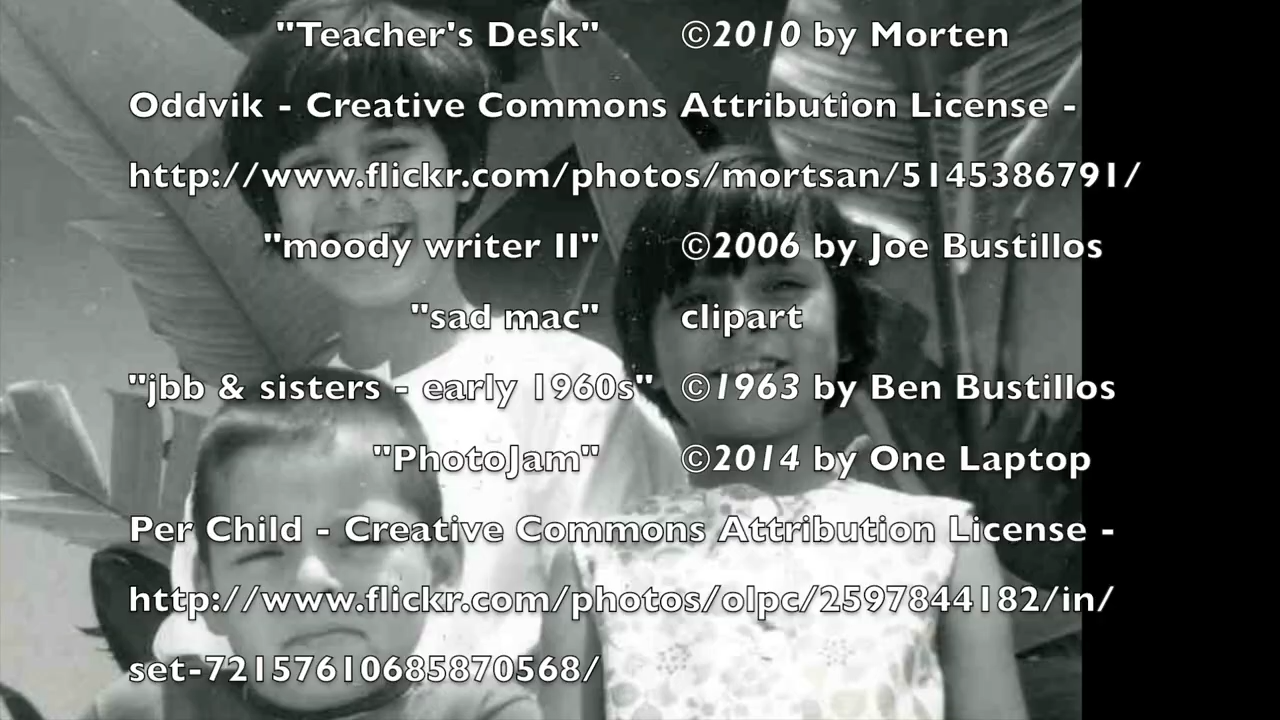 "Teacher's Desk" ©2010 by Morten
Oddvik - Creative Commons Attribution License -
http://www.flickr.com/photos/mortsan/5145386791/
"moody writer II" ©2006 by Joe Bustillos
"sad mac" clipart
"jbb & sisters - early 1960s" ©1963 by Ben Bustillos
"PhotoJam" ©2014 by One Laptop
Per Child - Creative Commons Attribution License -
http://www.flickr.com/photos/olpc/2597844182/in/
set-72157610685870568/